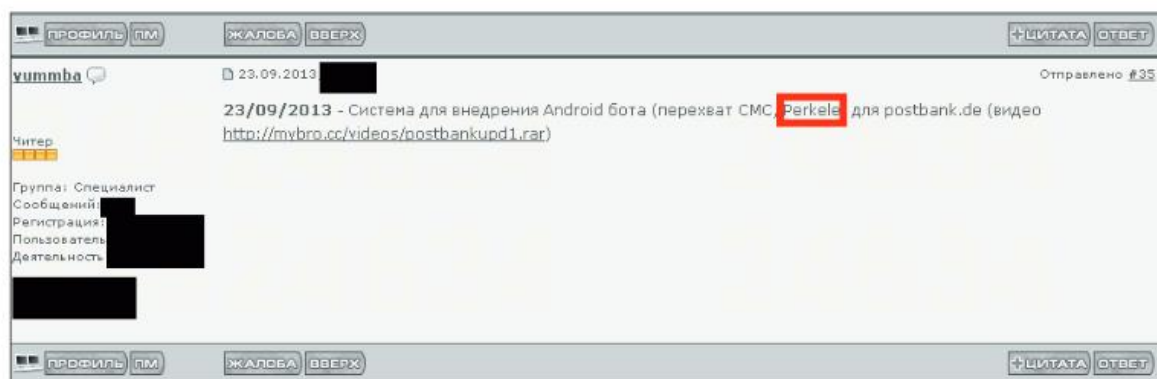 ПРОФИЛЬ ПМ ЖАЛОБА ВВЕРХ +ЦИТАТА ОТВЕТ
yummba 23.09.2013 Отправлено #35
23/09/2013 - Система для внедрения Android бота (перехват СМС, Perkele) для postbank.de (видео
http://mybro.cc/videos/postbankupd1.rar)
Читер
Группа: Специалист
Сообщений:
Регистрация:
Пользователь
Деятельность
ПРОФИЛЬ ПМ ЖАЛОБА ВВЕРХ +ЦИТАТА ОТВЕТ